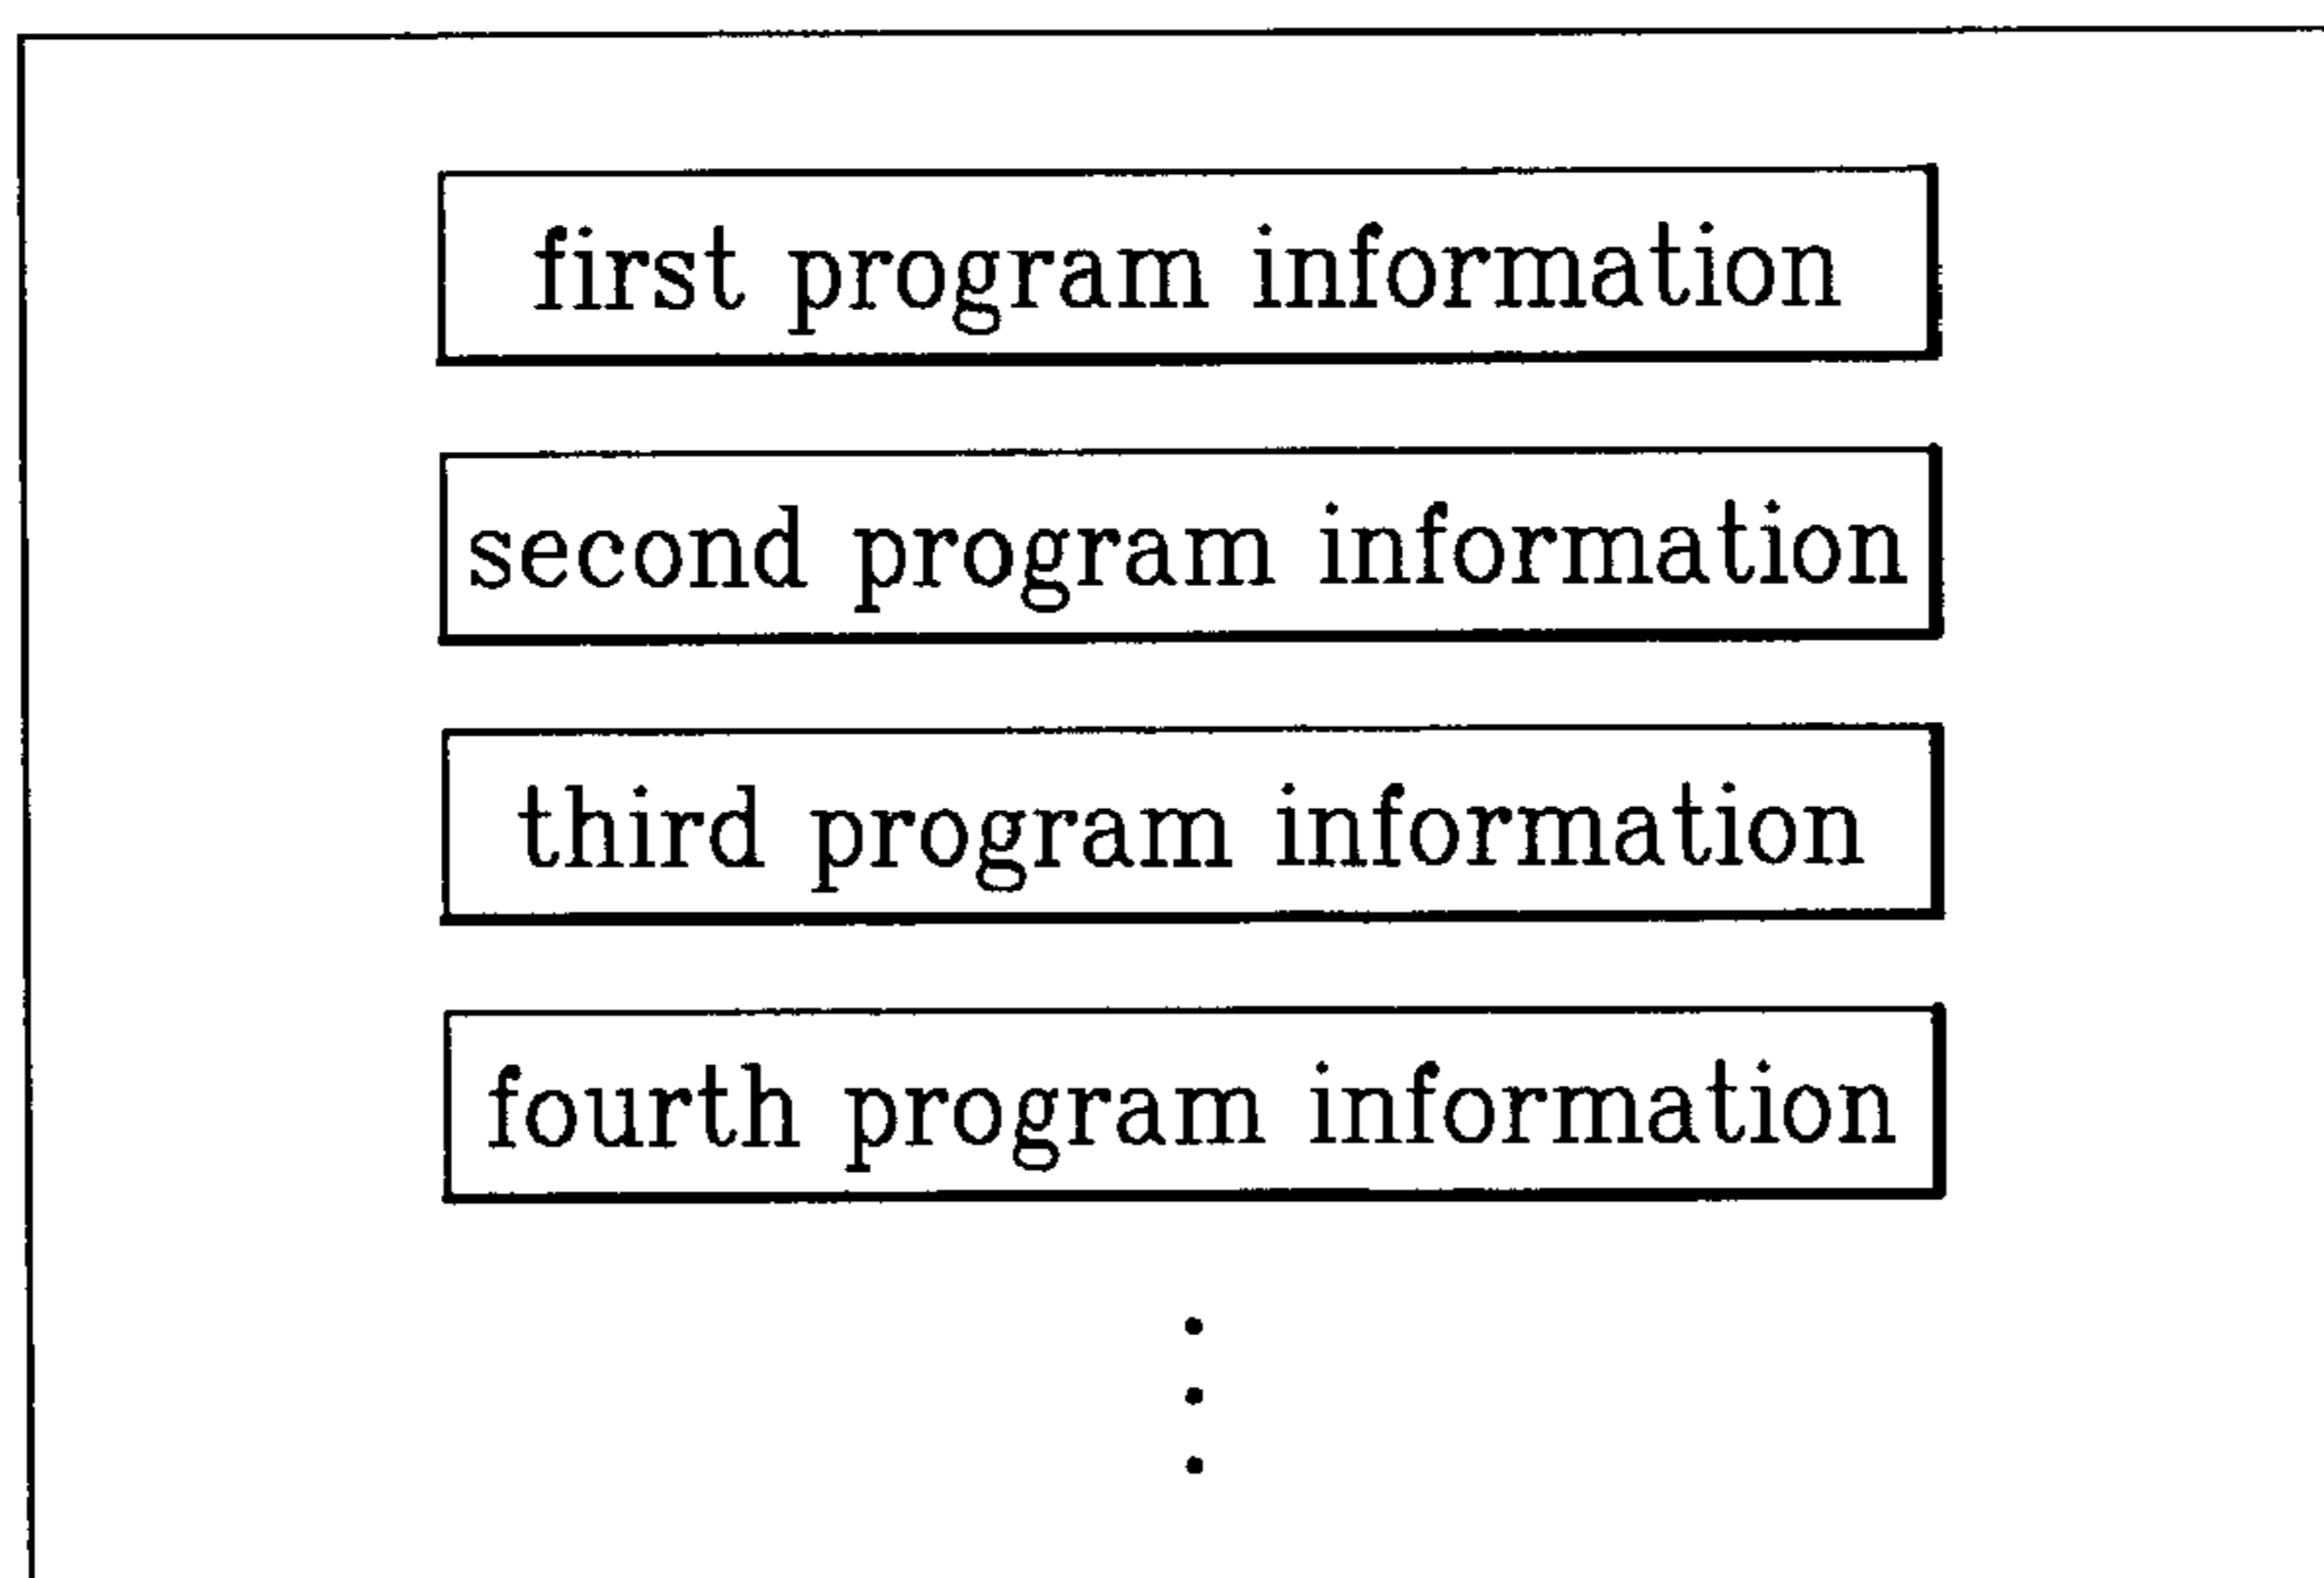 first program information
second program information
third program information
fourth program information